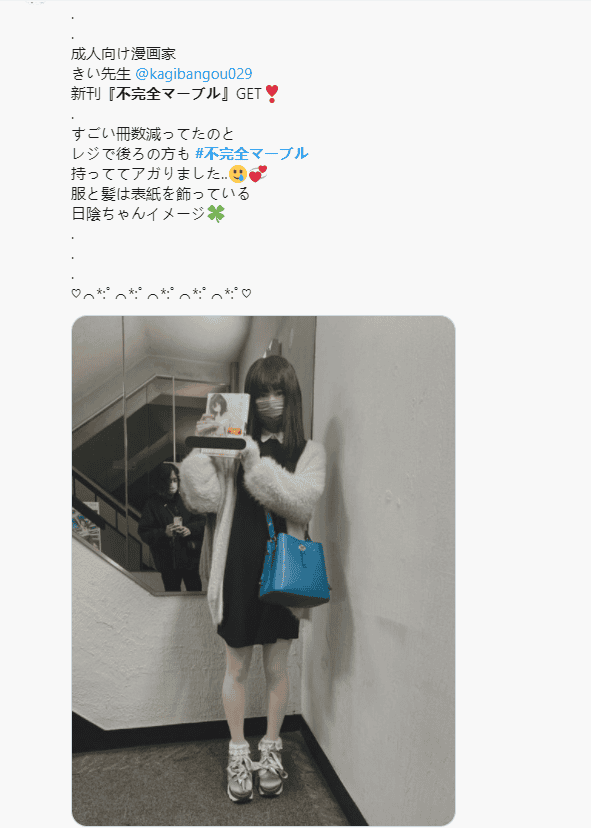 .
.
成人向け漫画家
きい先生 @kagibangou029
新刊『不完全マーブル』GET❣
.
すごい冊数減ってたのと
レジで後ろの方も #不完全マーブル
持っててアガりました..🥲💞
服と髪は表紙を飾っている
日陰ちゃんイメージ🍀
.
.
.
♡⌒*:ﾟ⌒*:ﾟ⌒*:ﾟ⌒*:ﾟ⌒*:ﾟ♡